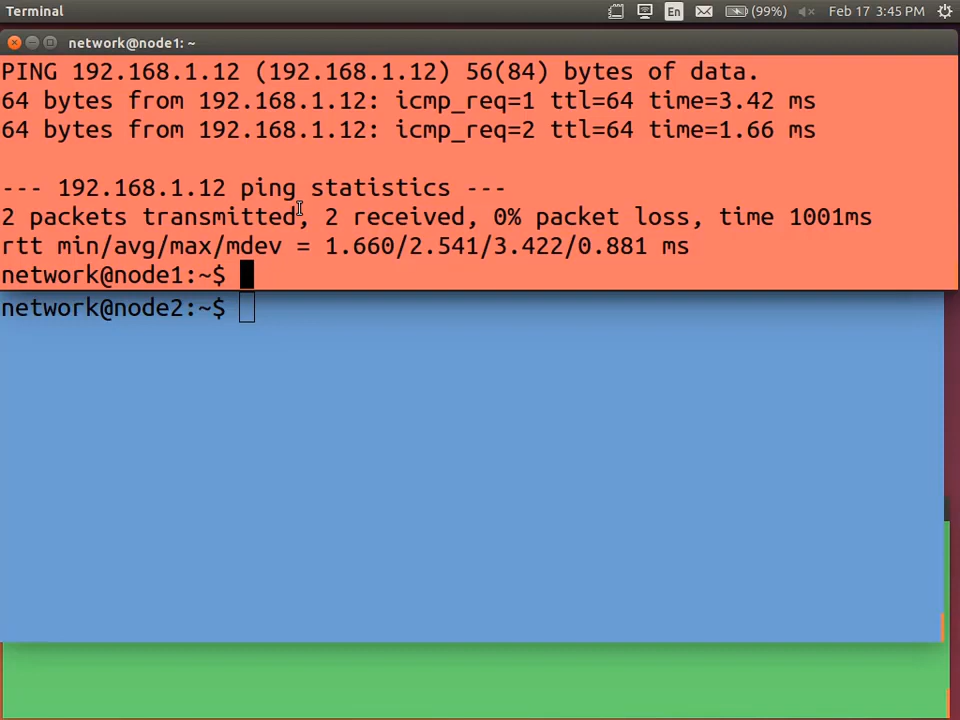 Terminal
En
(99%)
Feb 17 3:45 PM
network@node1: ~
PING 192.168.1.12 (192.168.1.12) 56(84) bytes of data.
64 bytes from 192.168.1.12: icmp_req=1 ttl=64 time=3.42 ms
64 bytes from 192.168.1.12: icmp_req=2 ttl=64 time=1.66 ms
--- 192.168.1.12 ping statistics ---
2 packets transmitted, 2 received, 0% packet loss, time 1001ms
rtt min/avg/max/mdev = 1.660/2.541/3.422/0.881 ms
network@node1:~$
network@node2:~$